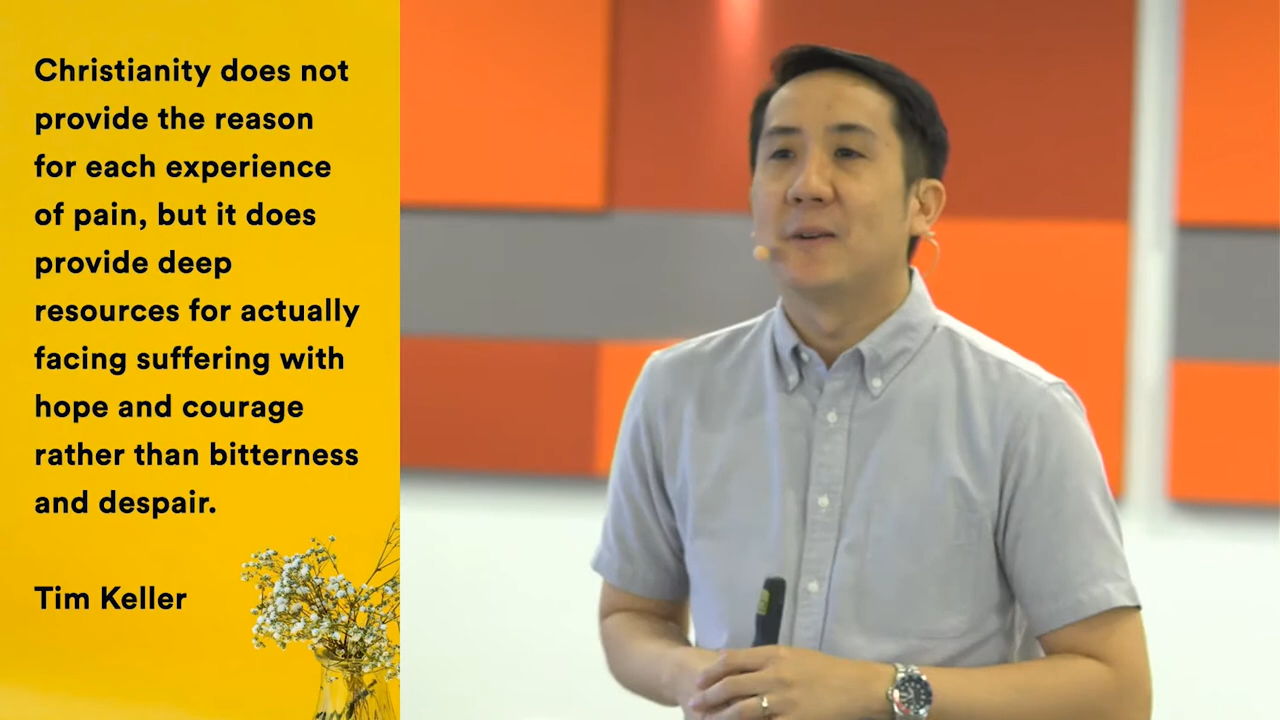 Christianity does not
provide the reason
for each experience
of pain, but it does
provide deep
resources for actually
facing suffering with
hope and courage
rather than bitterness
and despair.
Tim Keller